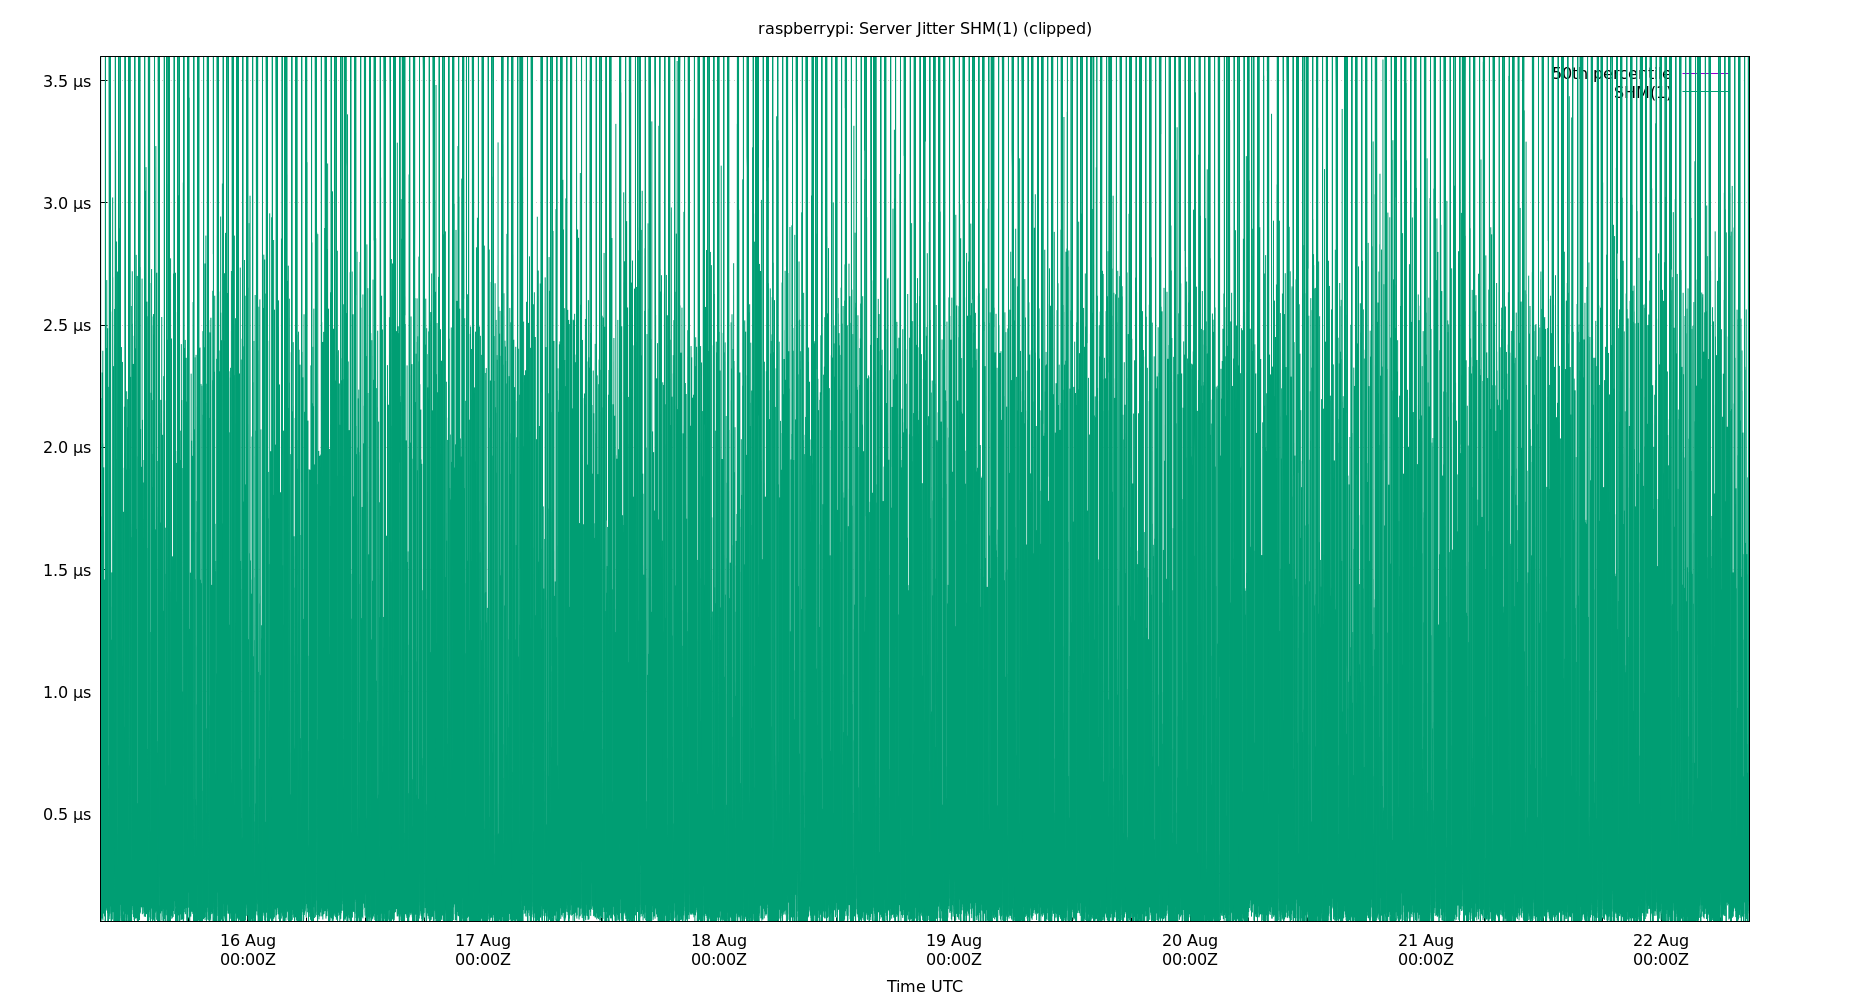 raspberrypi: Server Jitter SHM(1) (clipped)
3.5 µs
50th percentile
SHM(1)
3.0 µs
2.5 µs
2.0 µs
1.5 µs
1.0 µs
0.5 µs
16 Aug 17 Aug 18 Aug 19 Aug 20 Aug 21 Aug 22 Aug
00:00Z 00:00Z 00:00Z 00:00Z 00:00Z 00:00Z 00:00Z
Time UTC